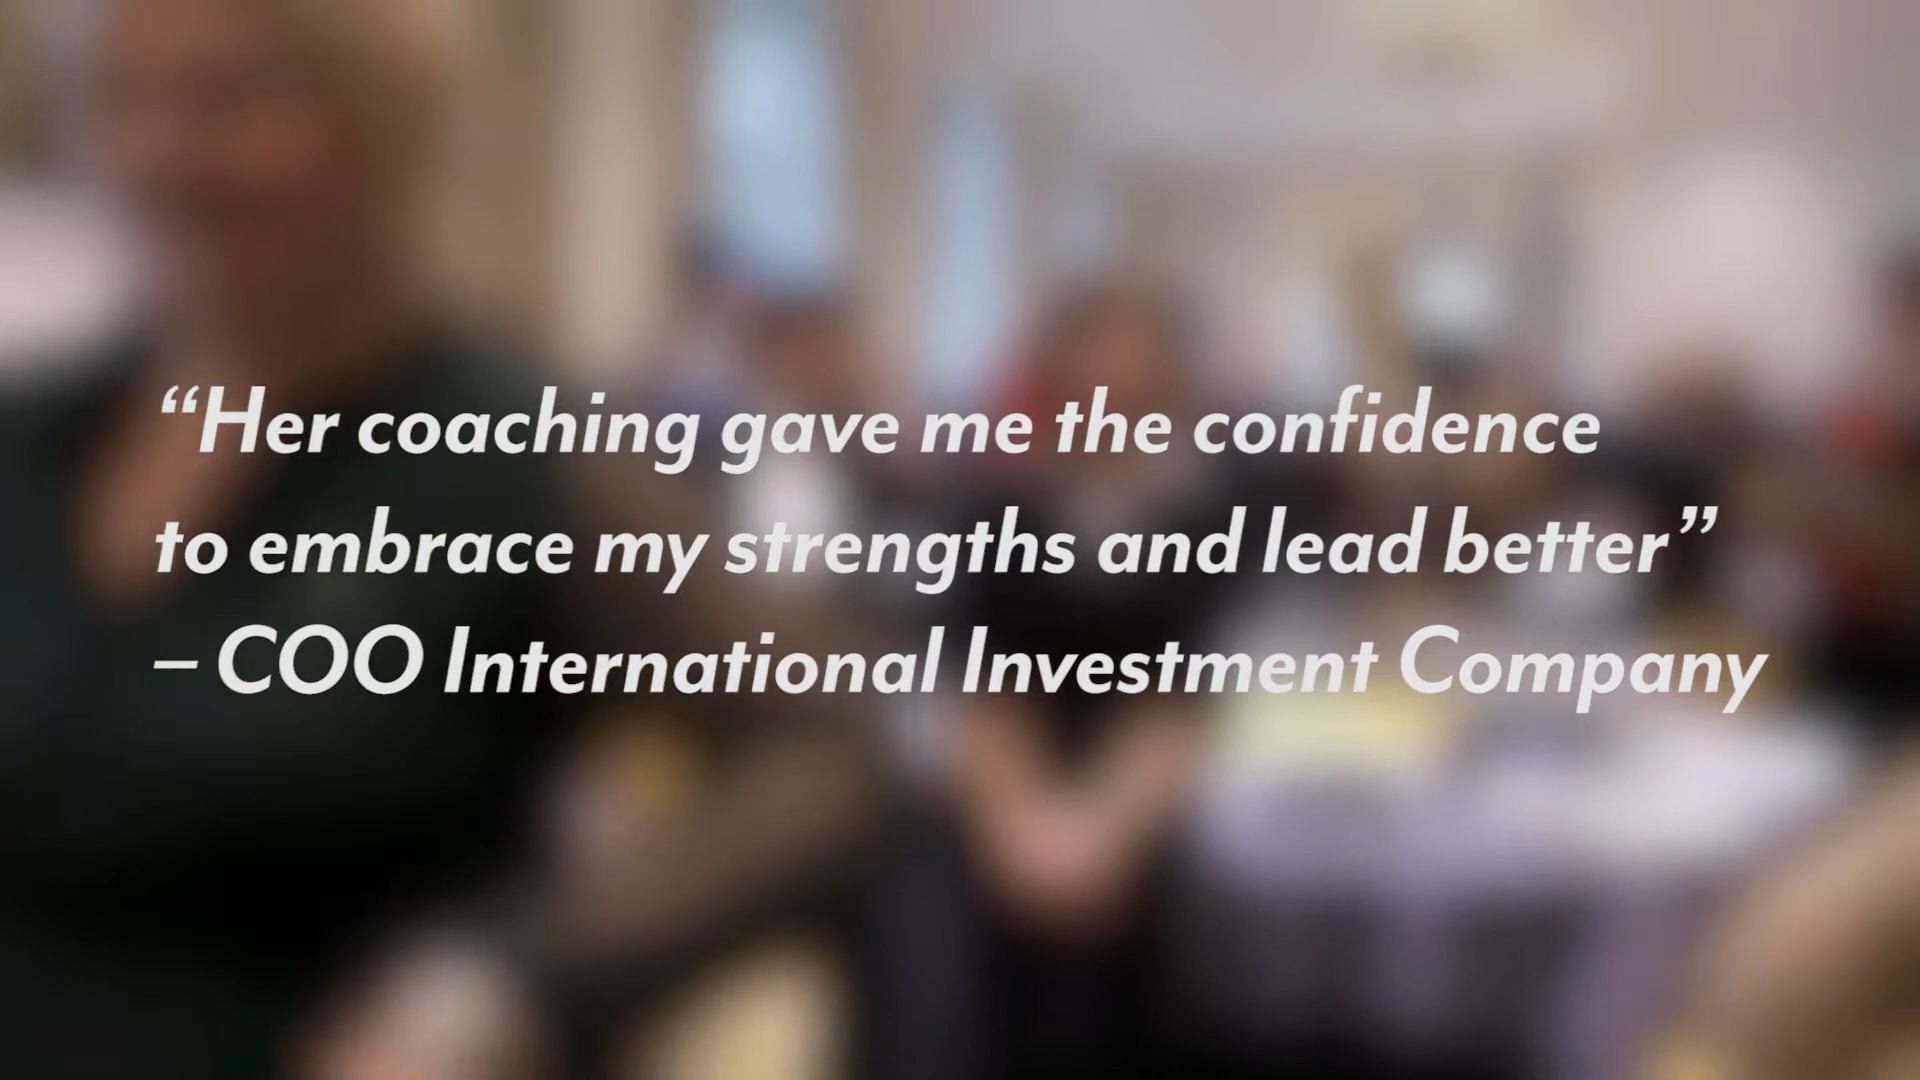 “Her coaching gave me the confidence
to embrace my strengths and lead better”
– COO International Investment Company